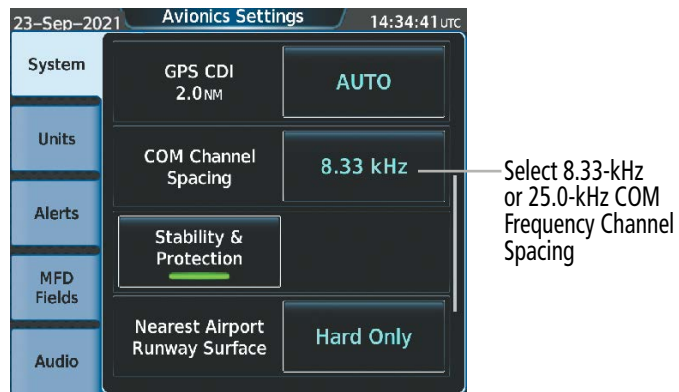 23–Sep–2021
Avionics Settings
14:34:41UTC
System
Units
Alerts
MFD
Fields
Audio
GPS CDI
2.0NM
AUTO
COM Channel
Spacing
8.33 kHz
Stability &
Protection
Nearest Airport
Runway Surface
Hard Only
Select 8.33-kHz
or 25.0-kHz COM
Frequency Channel
Spacing